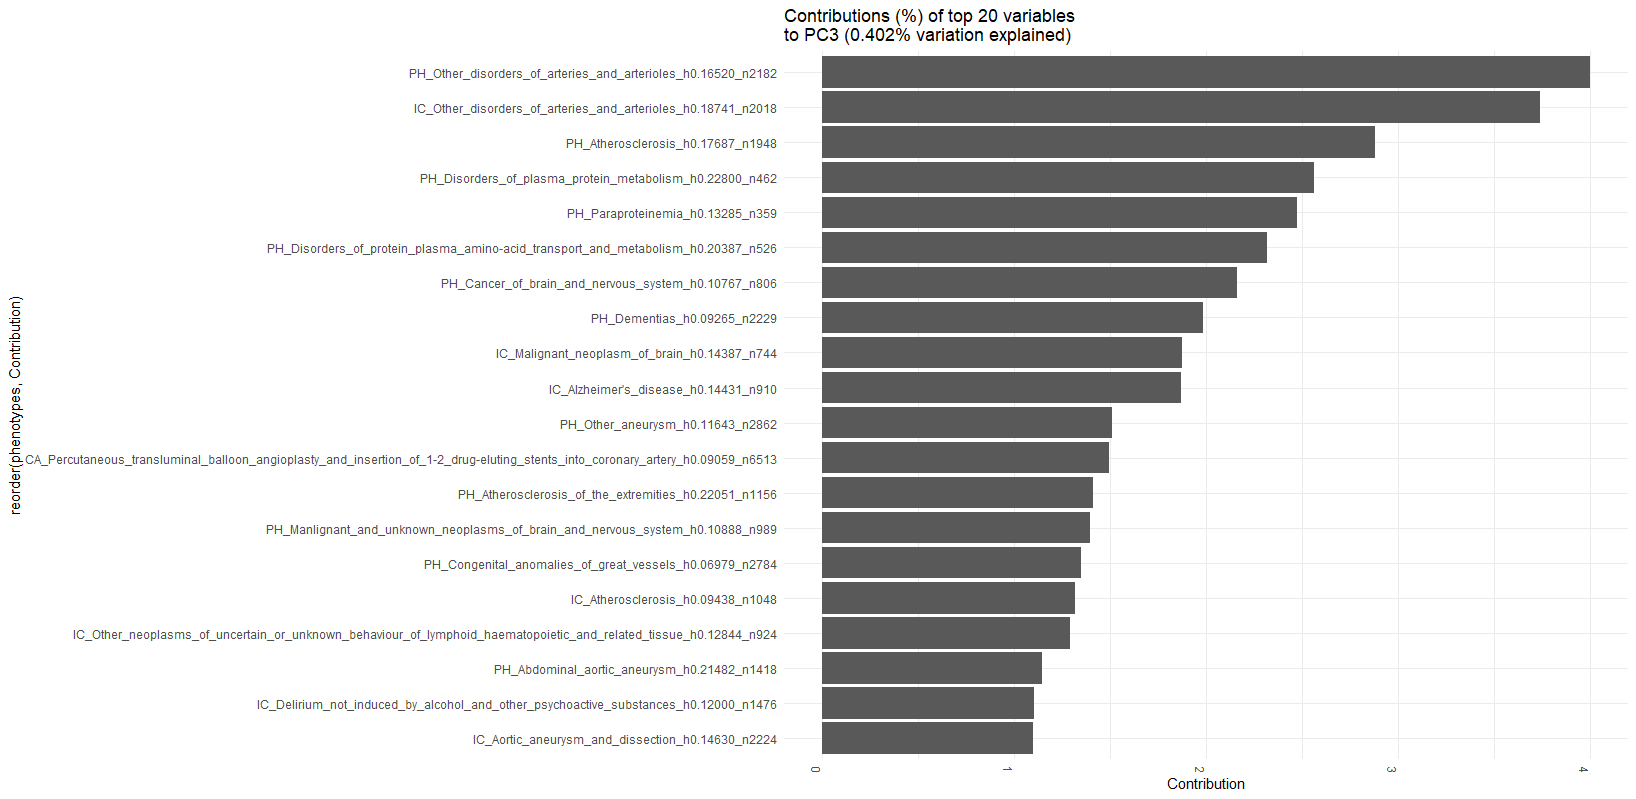 Contributions (%) of top 20 variables
to PC3 (0.402% variation explained)
reorder(phenotypes, Contribution)
PH_Other_disorders_of_arteries_and_arterioles_h0.16520_n2182
IC_Other_disorders_of_arteries_and_arterioles_h0.18741_n2018
PH_Atherosclerosis_h0.17687_n1948
PH_Disorders_of_plasma_protein_metabolism_h0.22800_n462
PH_Paraproteinemia_h0.13285_n359
PH_Disorders_of_protein_plasma_amino-acid_transport_and_metabolism_h0.20387_n526
PH_Cancer_of_brain_and_nervous_system_h0.10767_n806
PH_Dementias_h0.09265_n2229
IC_Malignant_neoplasm_of_brain_h0.14387_n744
IC_Alzheimer's_disease_h0.14431_n910
PH_Other_aneurysm_h0.11643_n2862
CA_Percutaneous_transluminal_balloon_angioplasty_and_insertion_of_1-2_drug-eluting_stents_into_coronary_artery_h0.09059_n6513
PH_Atherosclerosis_of_the_extremities_h0.22051_n1156
PH_Manlignant_and_unknown_neoplasms_of_brain_and_nervous_system_h0.10888_n989
PH_Congenital_anomalies_of_great_vessels_h0.06979_n2784
IC_Atherosclerosis_h0.09438_n1048
IC_Other_neoplasms_of_uncertain_or_unknown_behaviour_of_lymphoid_haematopoietic_and_related_tissue_h0.12844_n924
PH_Abdominal_aortic_aneurysm_h0.21482_n1418
IC_Delirium_not_induced_by_alcohol_and_other_psychoactive_substances_h0.12000_n1476
IC_Aortic_aneurysm_and_dissection_h0.14630_n2224
0 1 2 3 4
Contribution